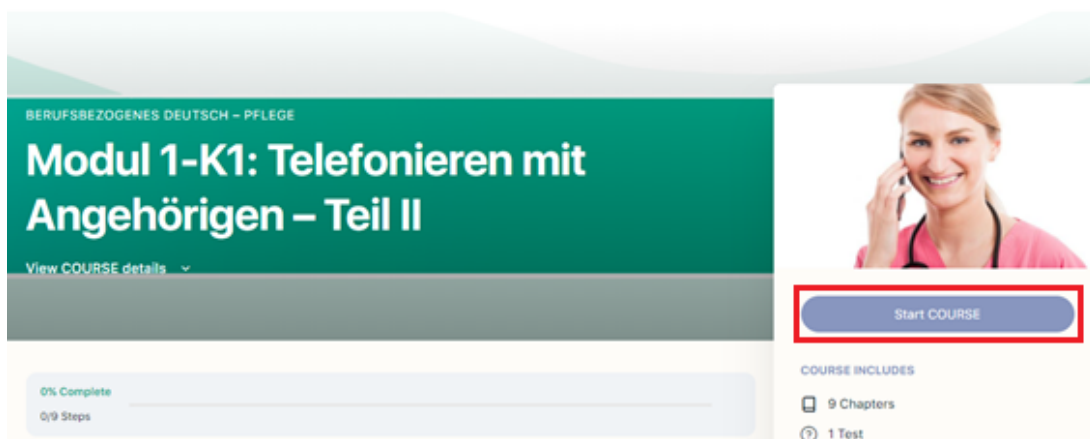 BERUFSBEZOGENES DEUTSCH – PFLEGE
Modul 1-K1: Telefonieren mit
Angehörigen – Teil II
View COURSE details
Start COURSE
0% Complete
0/9 Steps
COURSE INCLUDES
9 Chapters
1 Test